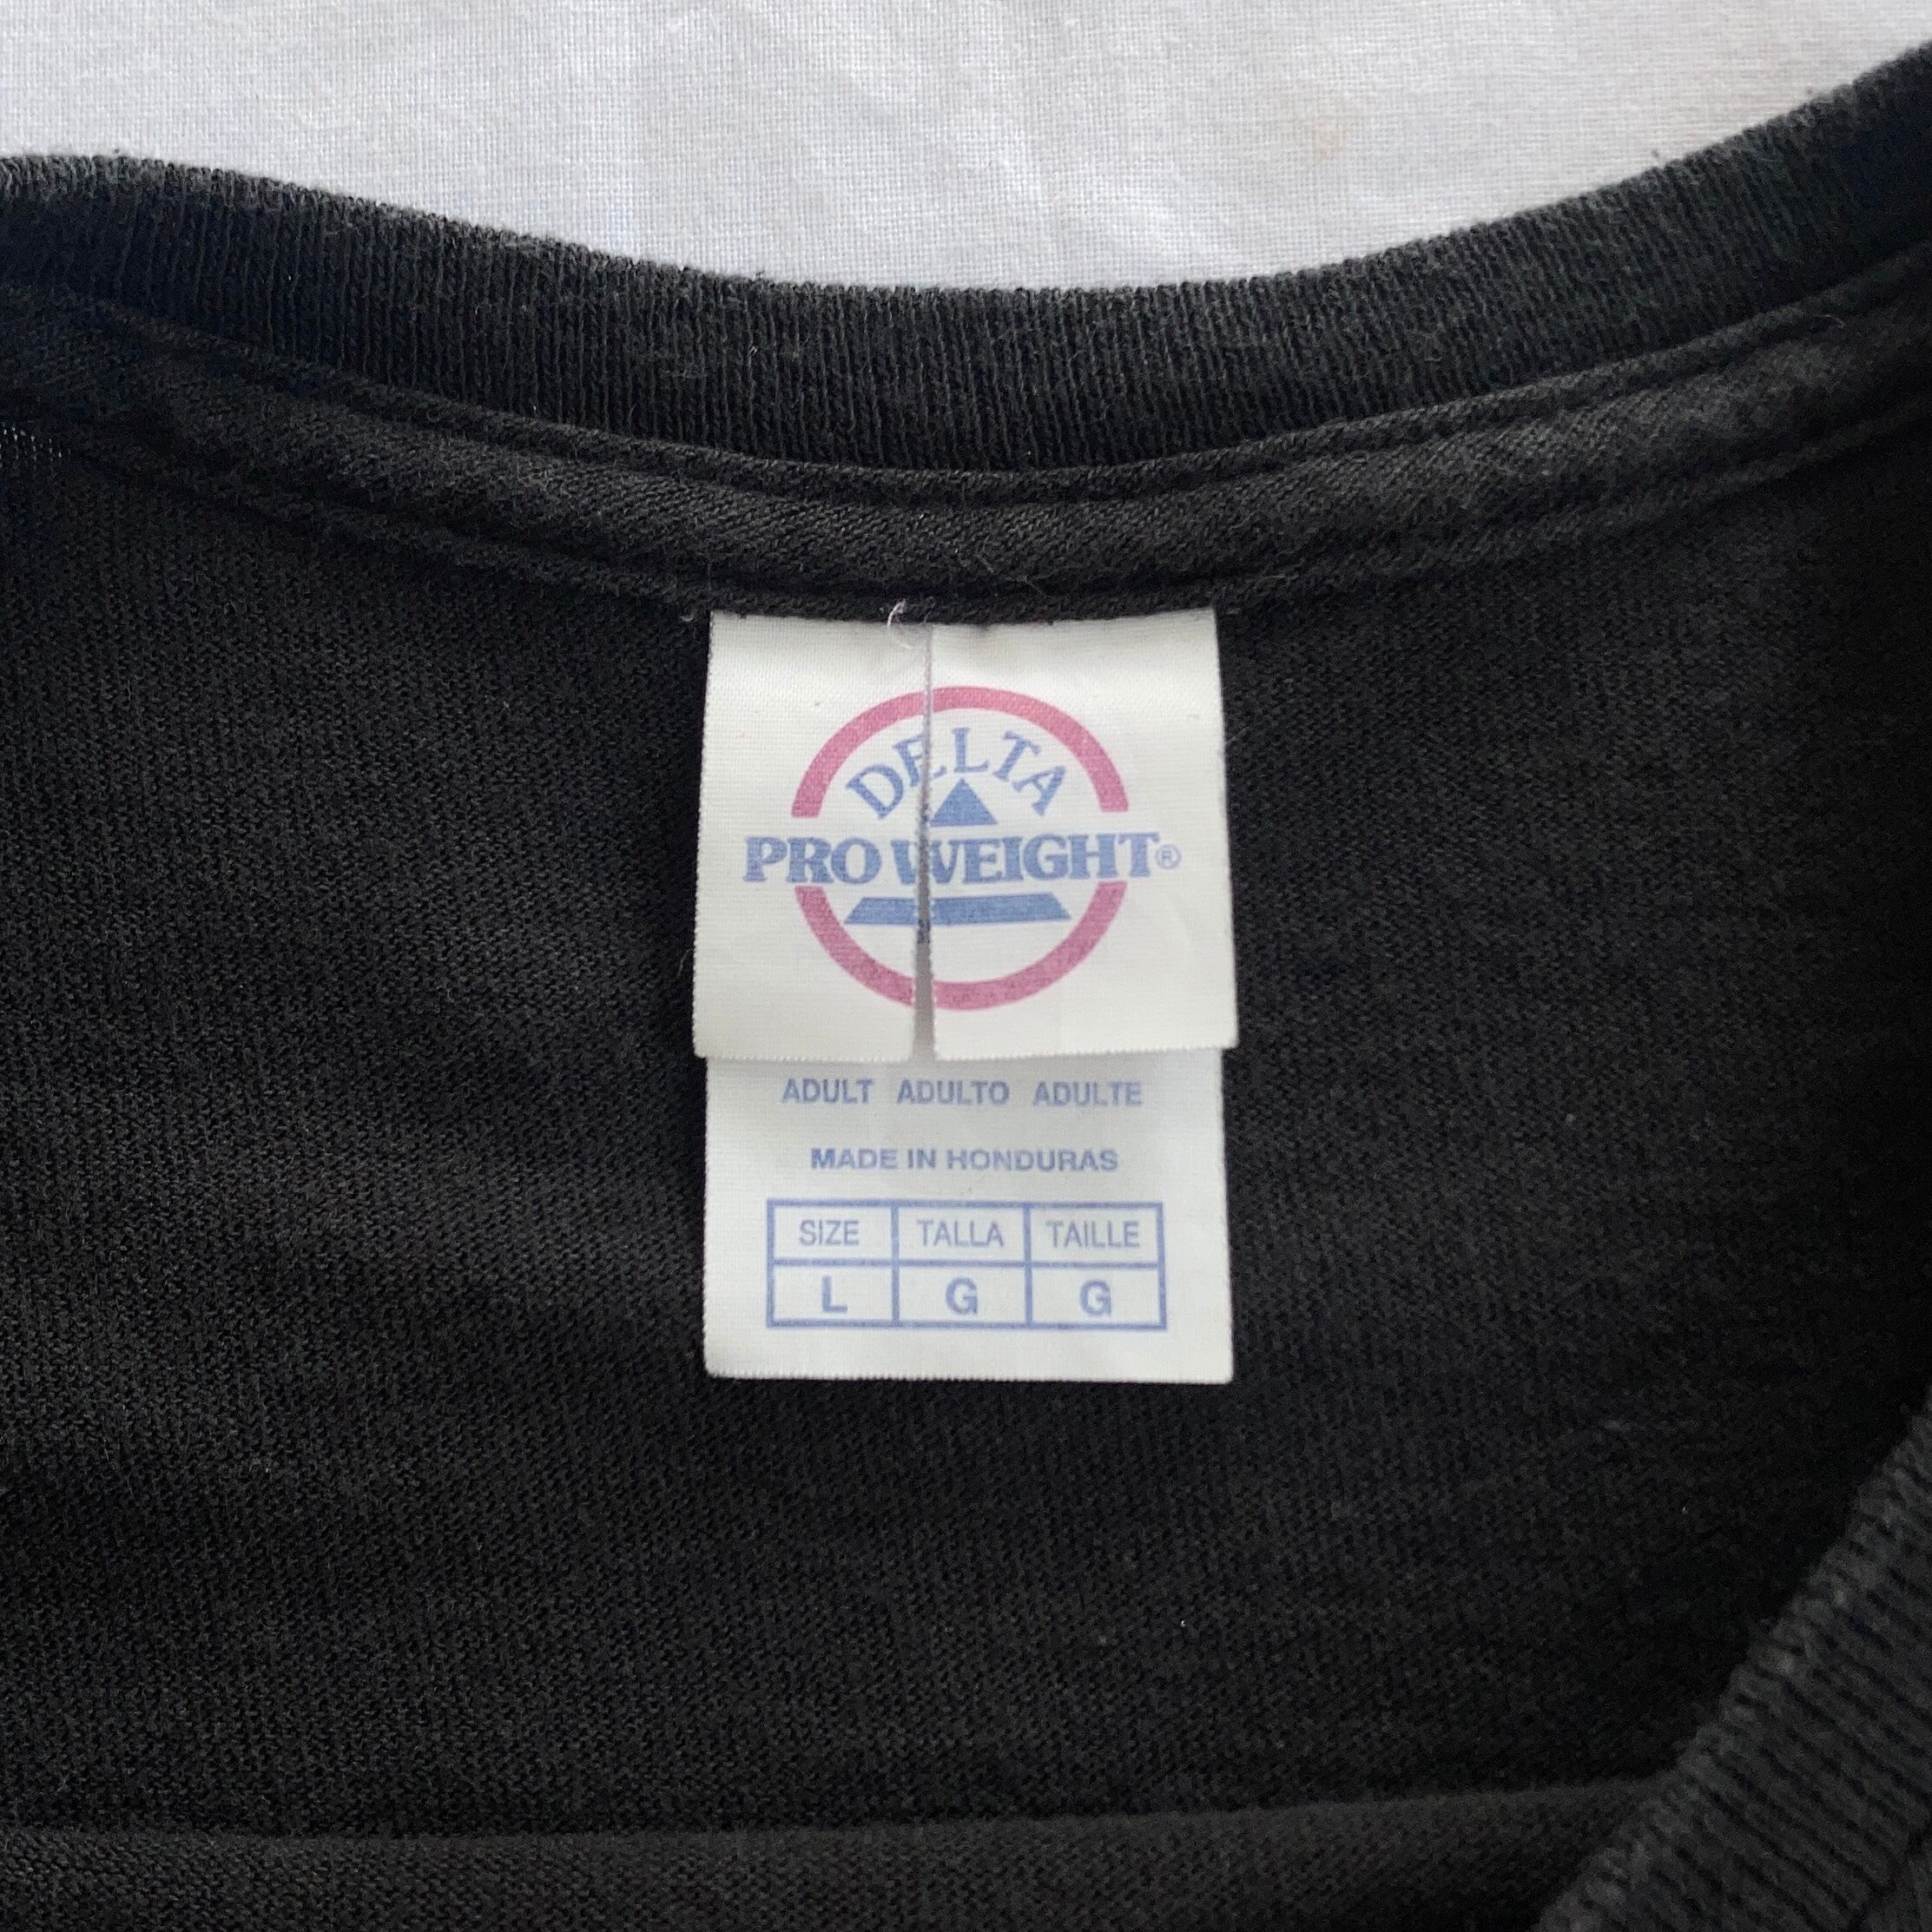 DELTA
PRO WEIGHT®
ADULT ADULTO ADULTE
MADE IN HONDURAS
SIZE TALLA TAILLE
L G G